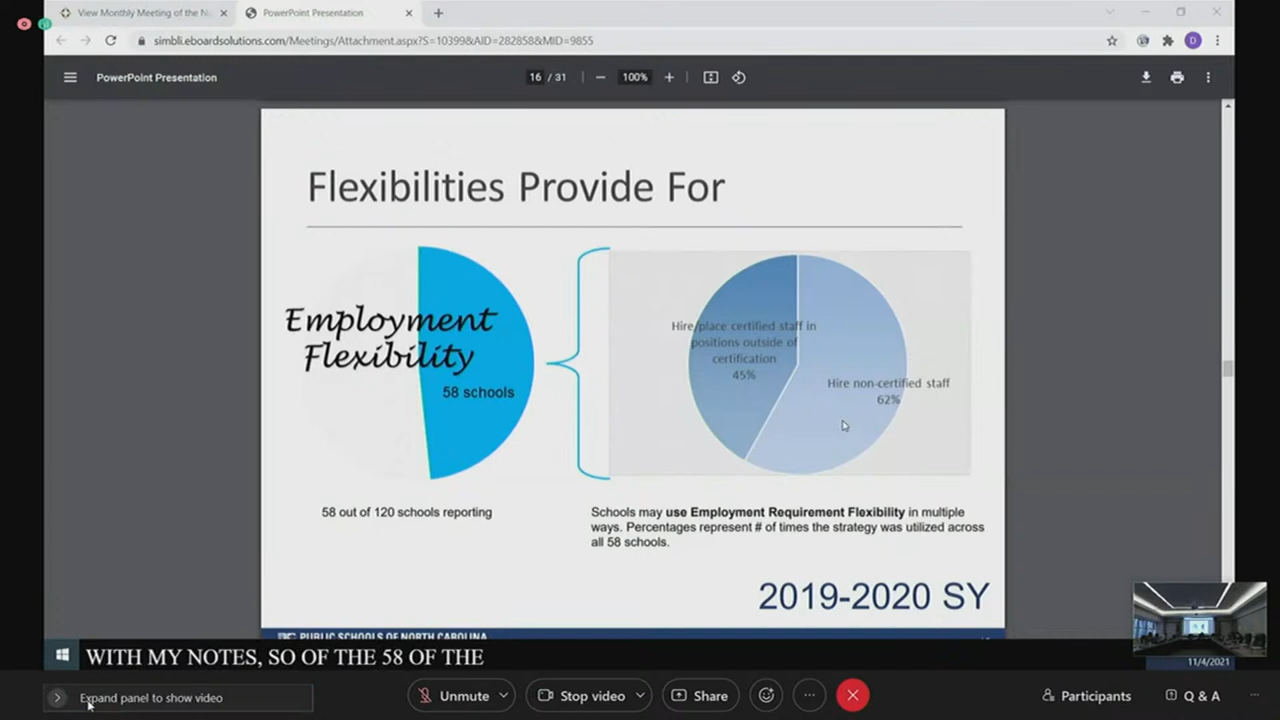 View Monthly Meeting of the N
PowerPoint Presentation
simbli.eboardsolutions.com/Meetings/Attachment.aspx?S=10399&AID=282858&MID=9855
D
PowerPoint Presentation
16 / 31
100%
Flexibilities Provide For
Employment
Flexibility
58 schools
Hire/place certified staff in
positions outside of
certification
45%
Hire non-certified staff
62%
58 out of 120 schools reporting
Schools may use Employment Requirement Flexibility in multiple
ways. Percentages represent # of times the strategy was utilized across
all 58 schools.
2019-2020 SY
PUBLIC SCHOOLS OF NORTH CAROLINA
WITH MY NOTES, SO OF THE 58 OF THE
11/4/2021
Expand panel to show video
Unmute
Stop video
Share
Participants
Q & A